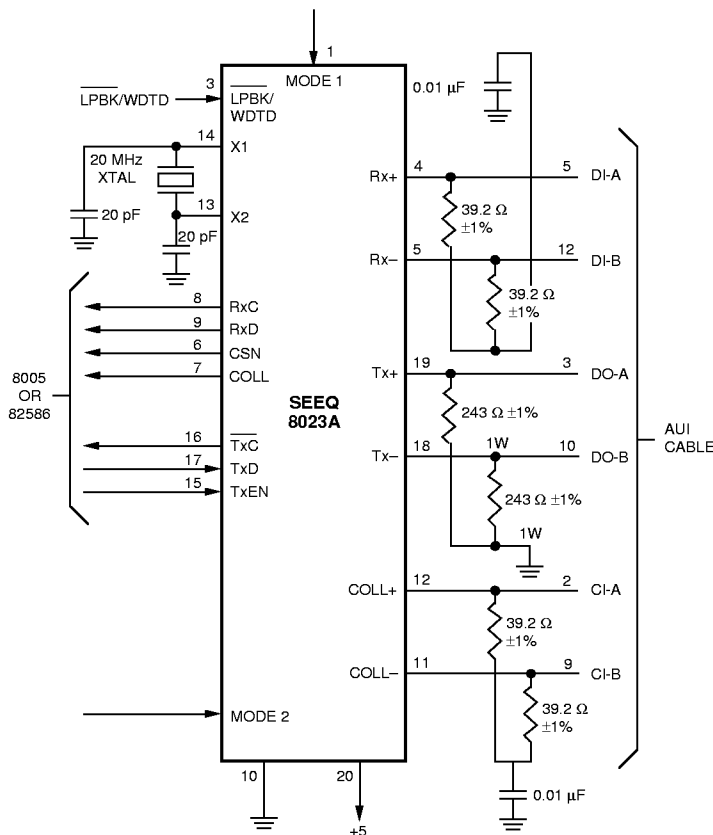 1
MODE 1
3
LPBK/WDTD
LPBK/
WDTD
0.01 µF
14
X1
20 MHz
XTAL
20 pF
13
X2
20 pF
Rx+
4
5
DI-A
39.2 Ω
±1%
Rx–
5
12
DI-B
39.2 Ω
±1%
8
RxC
9
RxD
6
CSN
7
COLL
8005
OR
82586
SEEQ
8023A
Tx+
19
3
DO-A
243 Ω ±1%
Tx–
18
1W
10
DO-B
243 Ω ±1%
1W
16
TxC
17
TxD
15
TxEN
AUI
CABLE
COLL+
12
2
CI-A
39.2 Ω
±1%
COLL–
11
9
CI-B
39.2 Ω
±1%
MODE 2
10
20
+5
0.01 µF